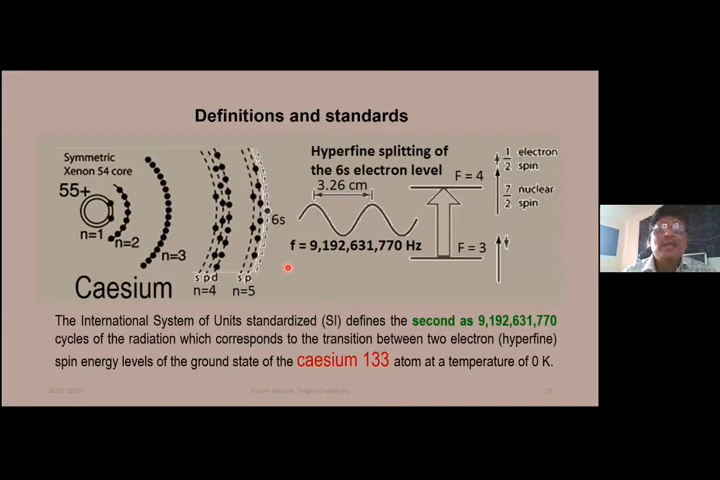 Definitions and standards
Symmetric
Xenon 54 core
55+
n=1
n=2
n=3
s p d
n=4
s p
n=5
6s
Caesium
Hyperfine splitting of
the 6s electron level
3.26 cm
f = 9,192,631,770 Hz
F = 4
F = 3
1/2 electron spin
7/2 nuclear spin
The International System of Units standardized (SI) defines the second as 9,192,631,770
cycles of the radiation which corresponds to the transition between two electron (hyperfine)
spin energy levels of the ground state of the caesium 133 atom at a temperature of 0 K.